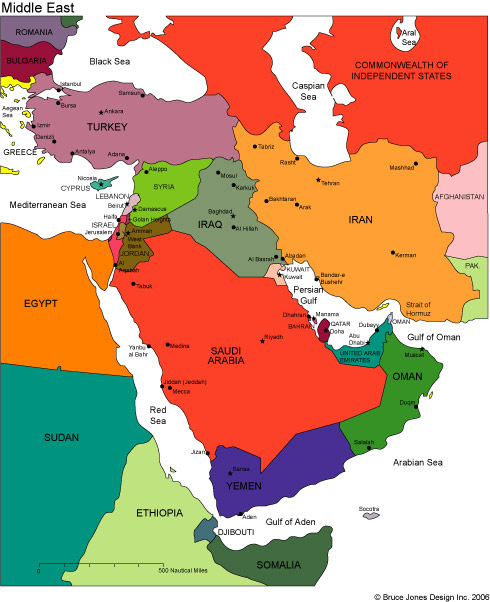 Middle East
ROMANIA
BULGARIA
Black Sea
Aral
Sea
COMMONWEALTH OF
INDEPENDENT STATES
Caspian
Sea
Istanbul
Samsun
Bursa
Ankara
Aegean
Sea
Izmir
TURKEY
Denizli
GREECE
Antalya
Adana
Tabriz
Rasht
Mashhad
Tehran
Nicosia
CYPRUS
Aleppo
Mosul
Karkuk
SYRIA
AFGHANISTAN
LEBANON
Beirut
Mediterranean Sea
Damascus
Golan Heights
Baghdad
Bakhtaran
Arak
IRAN
Haifa
ISRAEL
Jerusalem
Amman
West
Bank
JORDAN
IRAQ
Al Hillah
Al Basrah
Abadan
Kerman
PAK
Al
Aqabah
KUWAIT
Kuwait
Bandar-e
Bushehr
Tabuk
Persian
Gulf
EGYPT
Strait of
Hormuz
Dhahran
Manama
BAHRAIN
QATAR
Doha
Dubayy
OMAN
Abu
Dhabi
Gulf of Oman
UNITED ARAB
EMIRATES
Muscat
Yanbu
al Bahr
Medina
Riyadh
SAUDI
ARABIA
OMAN
Jiddah (Jeddah)
Mecca
Duqm
Red
Sea
SUDAN
Salalah
Arabian Sea
Jizan
Sanaa
YEMEN
ETHIOPIA
Aden
Gulf of Aden
Socotra
DJIBOUTI
SOMALIA
500 Nautical Miles
© Bruce Jones Design Inc. 2006